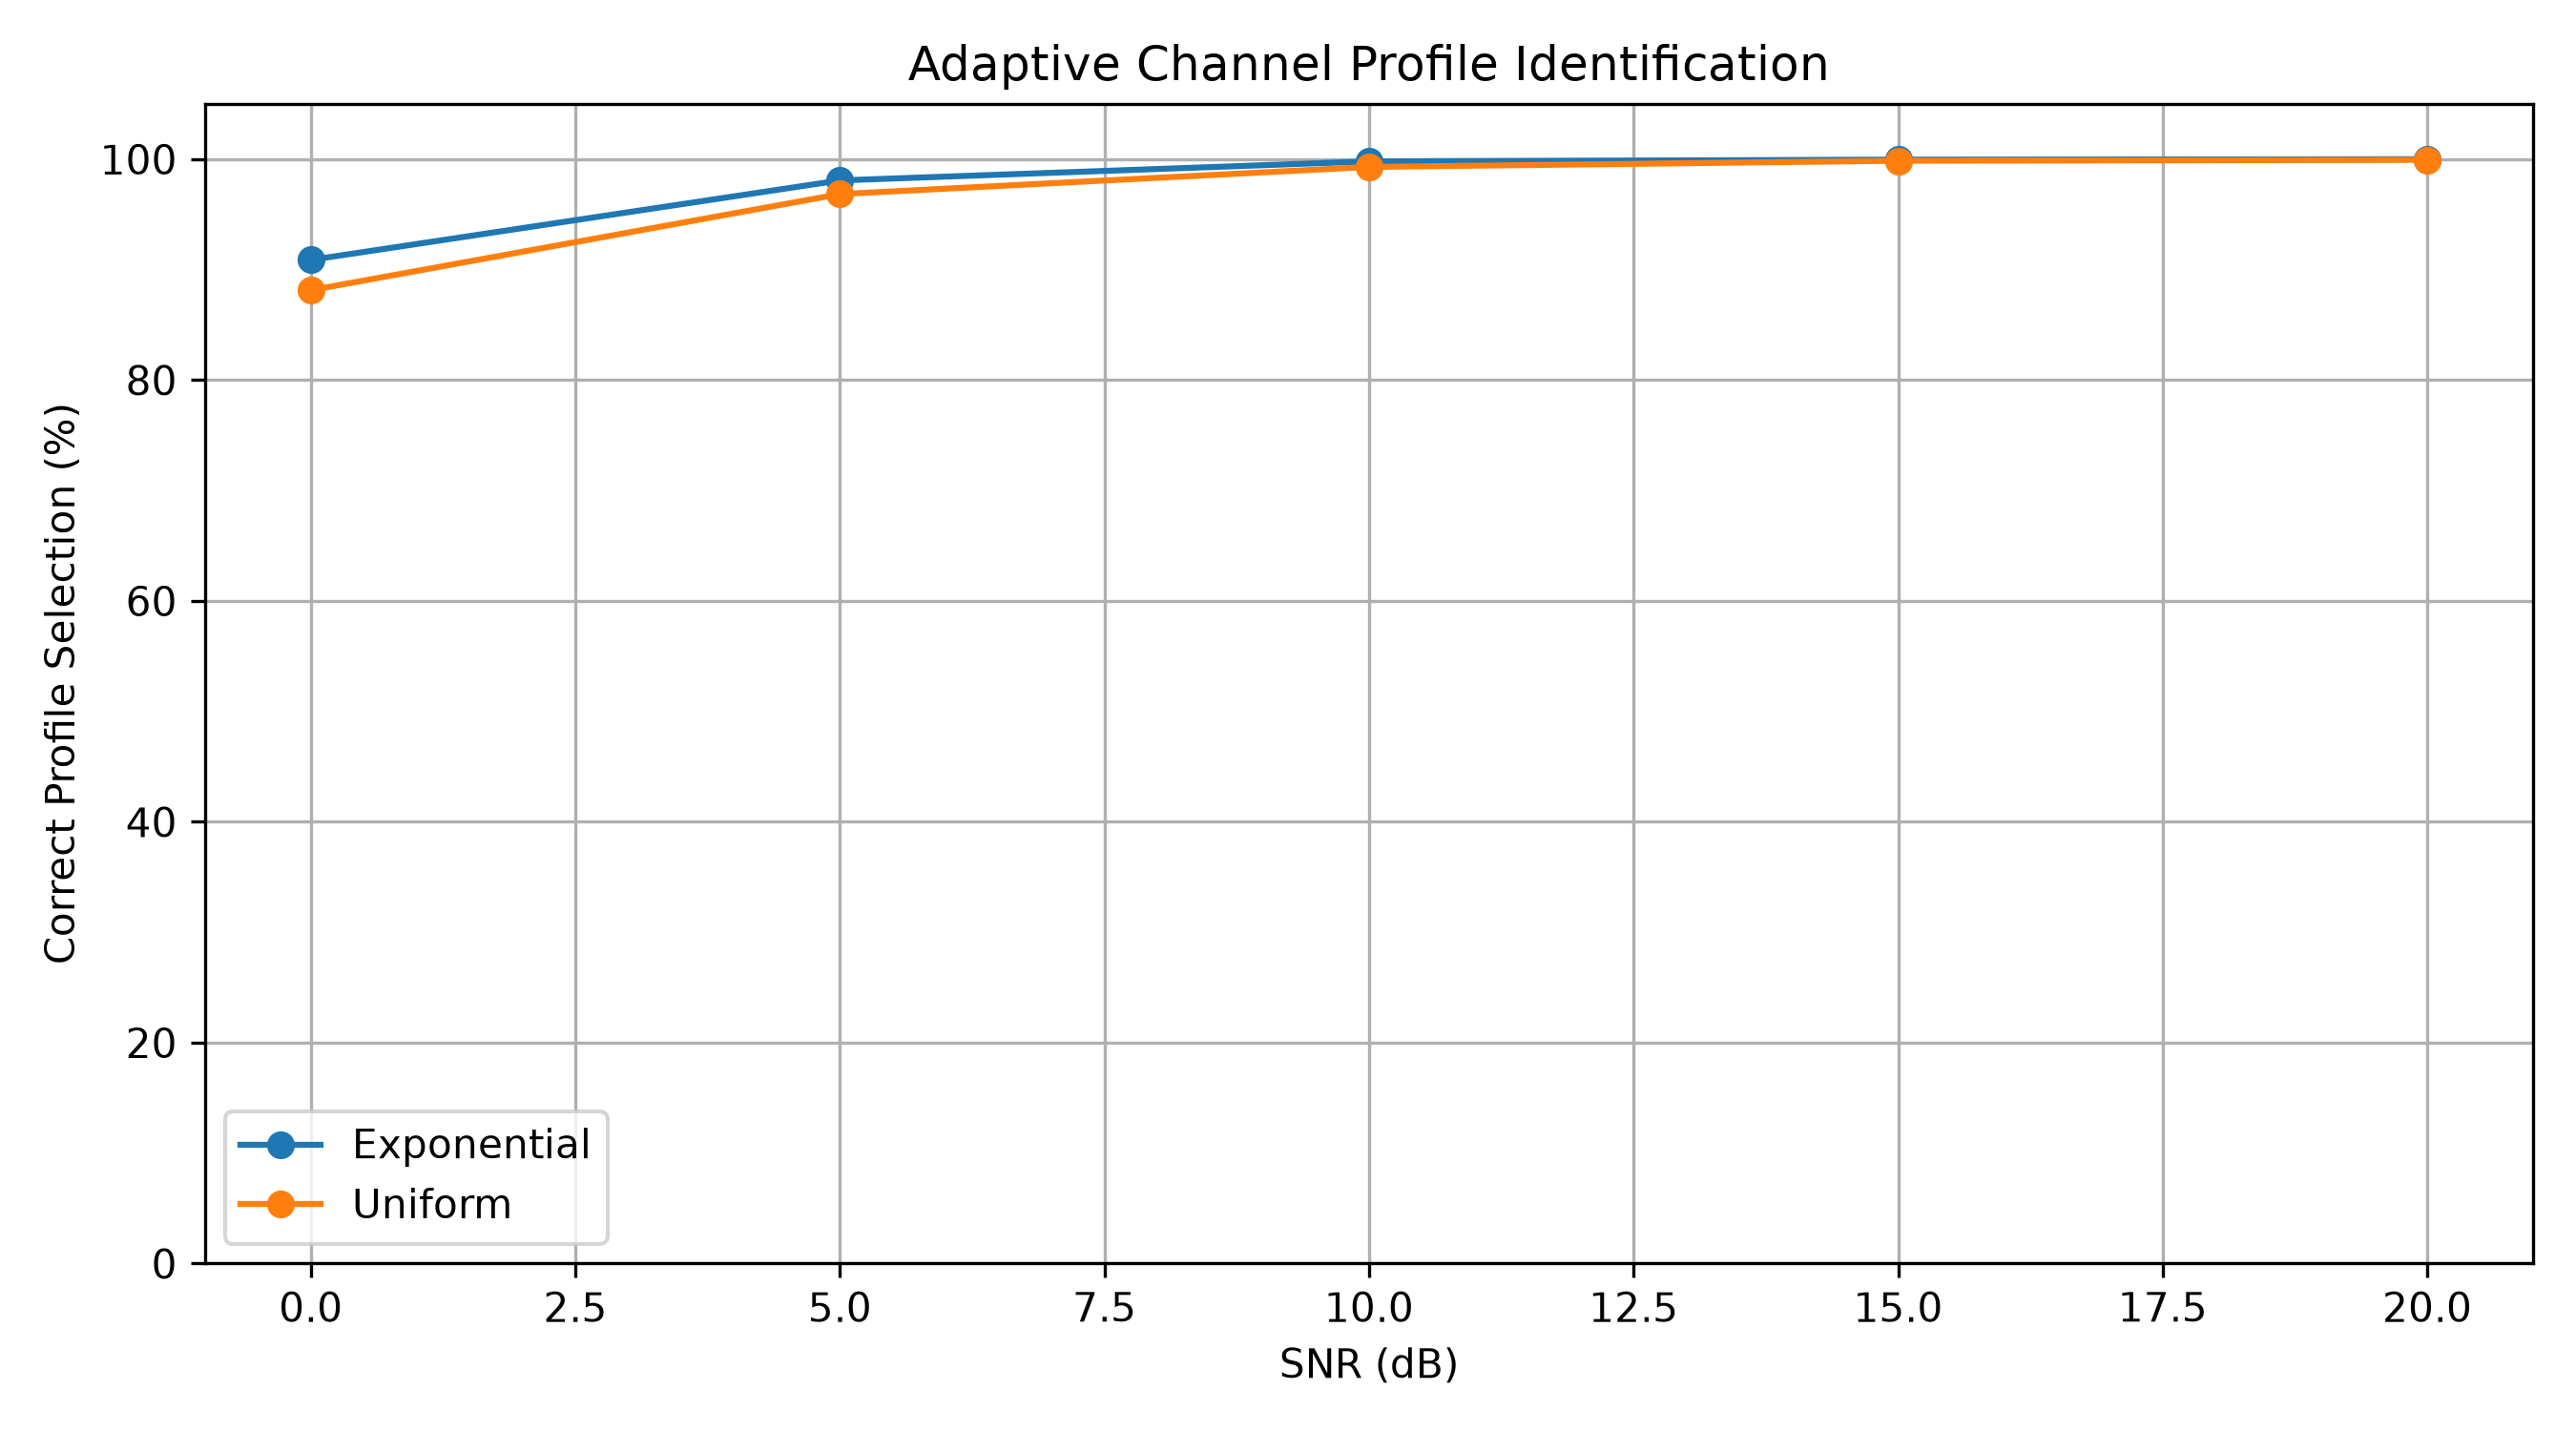 Adaptive Channel Profile Identification
Correct Profile Selection (%)
100
80
60
40
20
0
Exponential
Uniform
0.0 2.5 5.0 7.5 10.0 12.5 15.0 17.5 20.0
SNR (dB)